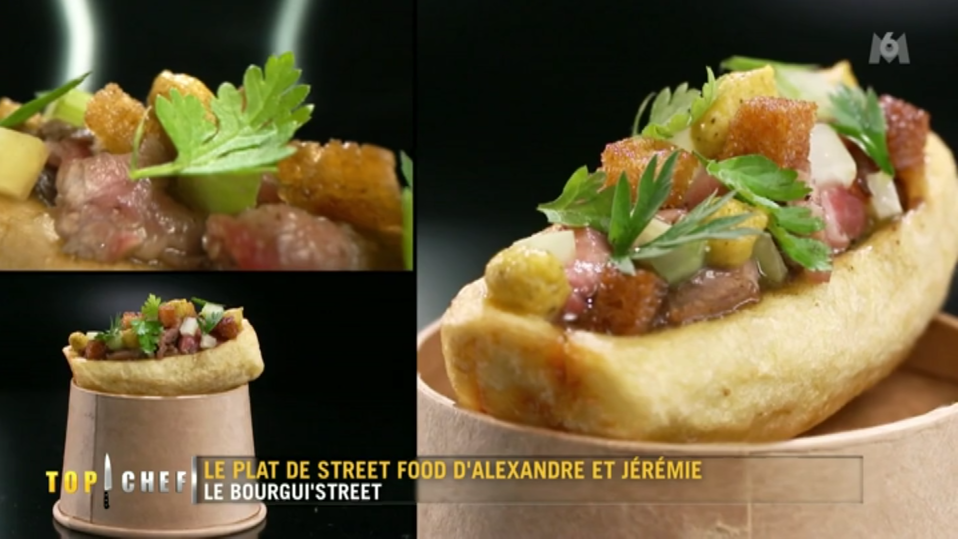 M6
TOP CHEF
LE PLAT DE STREET FOOD D'ALEXANDRE ET JÉRÉMIE
LE BOURGUI'STREET